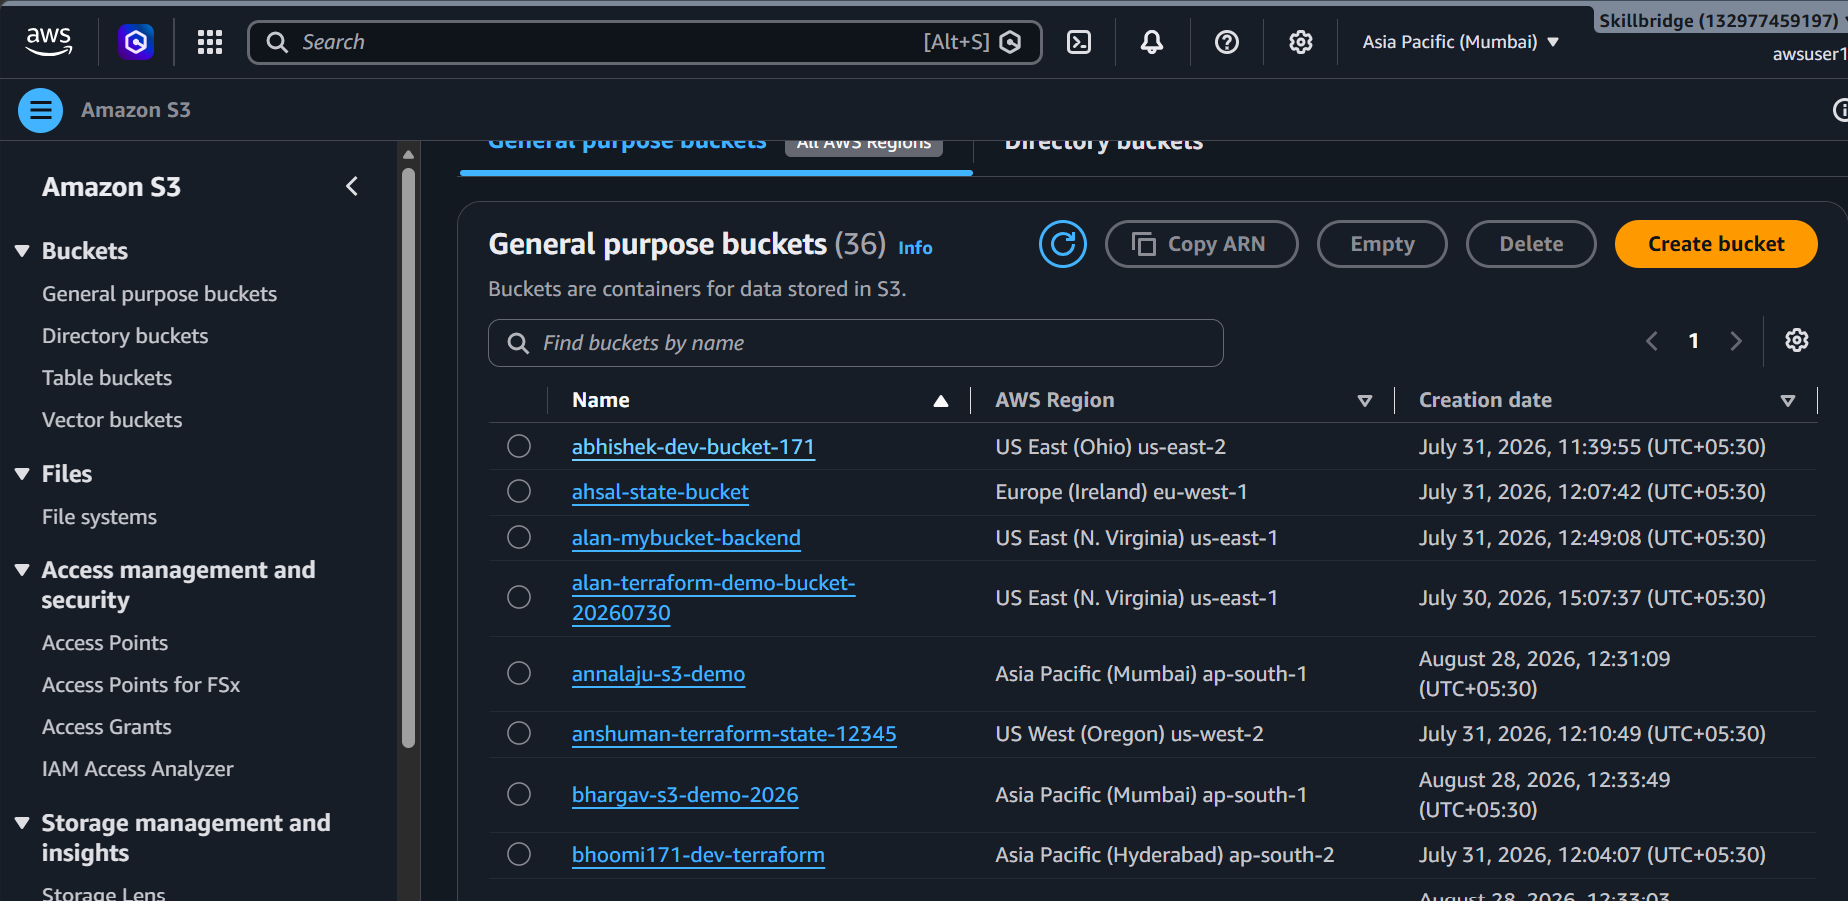 aws
Search [Alt+S]
Asia Pacific (Mumbai)
Skillbridge (132977459197)
awsuser1
Amazon S3
General purpose buckets All AWS Regions
Directory buckets
Amazon S3
Buckets
General purpose buckets
Directory buckets
Table buckets
Vector buckets
Files
File systems
Access management and
security
Access Points
Access Points for FSx
Access Grants
IAM Access Analyzer
Storage management and
insights
Storage Lens
General purpose buckets (36) Info
Copy ARN
Empty
Delete
Create bucket
Buckets are containers for data stored in S3.
Find buckets by name
1
Name AWS Region Creation date
abhishek-dev-bucket-171 US East (Ohio) us-east-2 July 31, 2026, 11:39:55 (UTC+05:30)
ahsal-state-bucket Europe (Ireland) eu-west-1 July 31, 2026, 12:07:42 (UTC+05:30)
alan-mybucket-backend US East (N. Virginia) us-east-1 July 31, 2026, 12:49:08 (UTC+05:30)
alan-terraform-demo-bucket-
20260730 US East (N. Virginia) us-east-1 July 30, 2026, 15:07:37 (UTC+05:30)
annalaju-s3-demo Asia Pacific (Mumbai) ap-south-1 August 28, 2026, 12:31:09
(UTC+05:30)
anshuman-terraform-state-12345 US West (Oregon) us-west-2 July 31, 2026, 12:10:49 (UTC+05:30)
bhargav-s3-demo-2026 Asia Pacific (Mumbai) ap-south-1 August 28, 2026, 12:33:49
(UTC+05:30)
bhoomi171-dev-terraform Asia Pacific (Hyderabad) ap-south-2 July 31, 2026, 12:04:07 (UTC+05:30)
August 28, 2026, 12:33:03